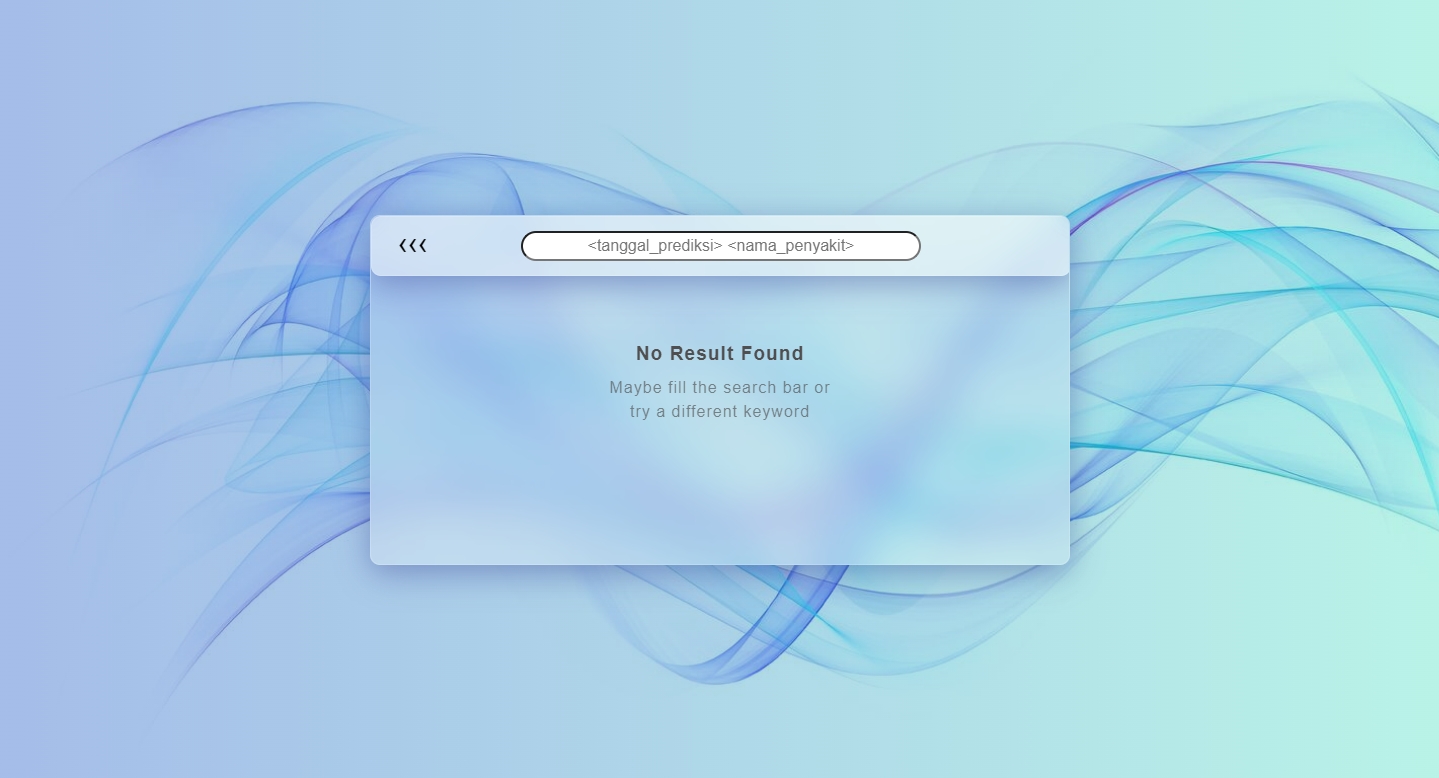 ‹‹‹ <tanggal_prediksi> <nama_penyakit>
No Result Found
Maybe fill the search bar or
try a different keyword